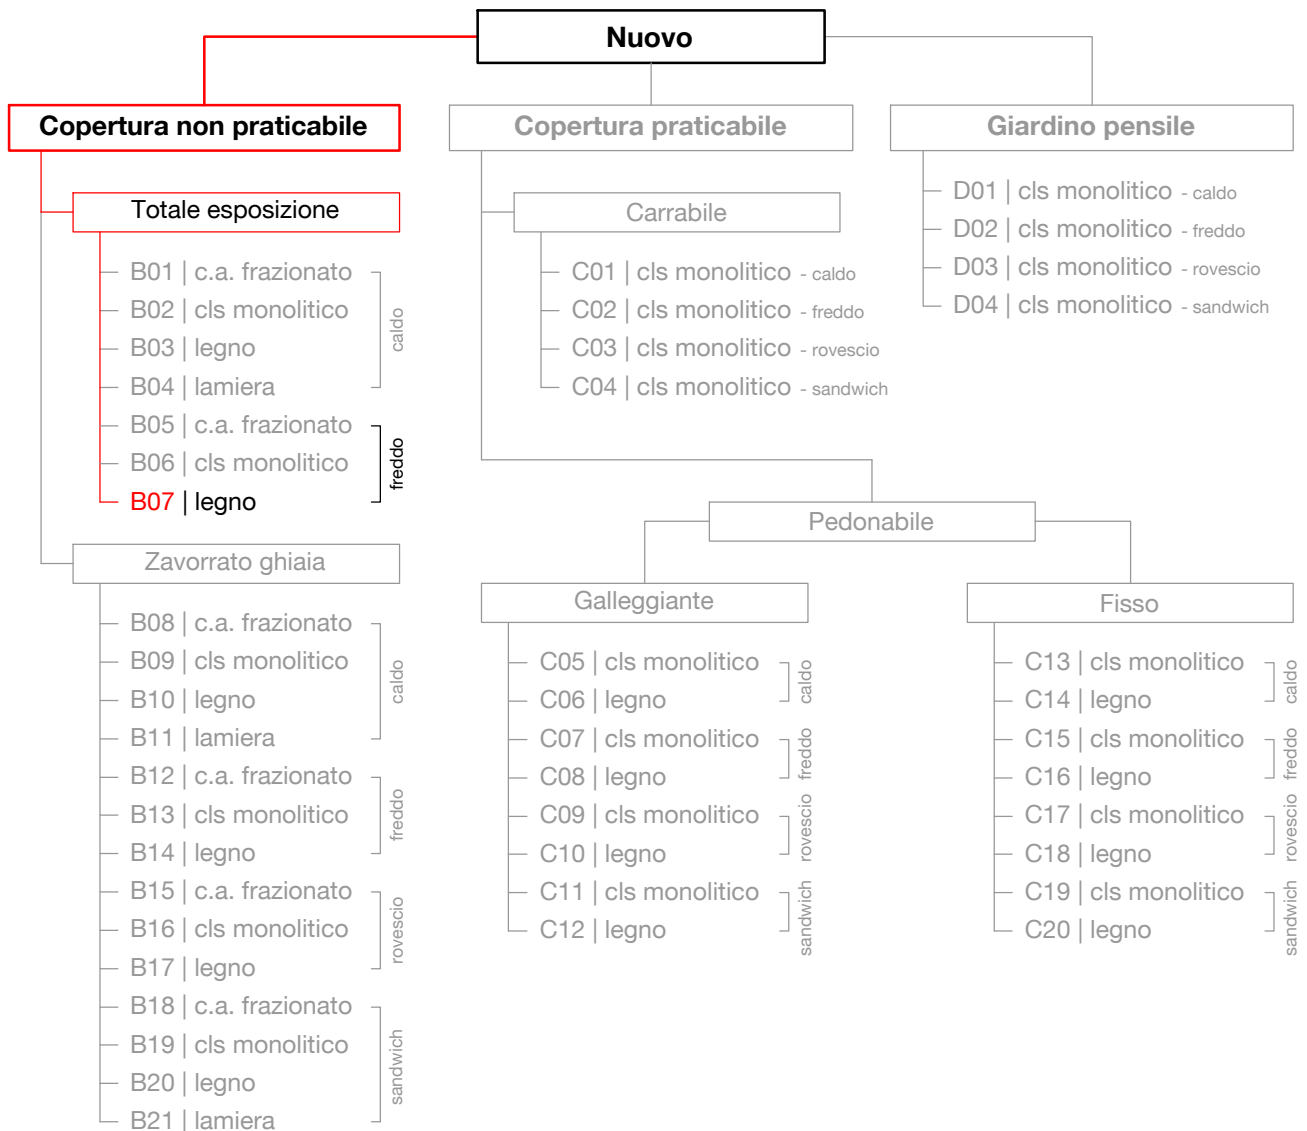 Nuovo
Copertura non praticabile
Totale esposizione
B01 | c.a. frazionato
B02 | cls monolitico
B03 | legno
B04 | lamiera
caldo
B05 | c.a. frazionato
B06 | cls monolitico
B07 | legno
freddo
Zavorrato ghiaia
B08 | c.a. frazionato
B09 | cls monolitico
B10 | legno
B11 | lamiera
caldo
B12 | c.a. frazionato
B13 | cls monolitico
B14 | legno
freddo
B15 | c.a. frazionato
B16 | cls monolitico
B17 | legno
rovescio
B18 | c.a. frazionato
B19 | cls monolitico
B20 | legno
B21 | lamiera
sandwich
Copertura praticabile
Carrabile
C01 | cls monolitico - caldo
C02 | cls monolitico - freddo
C03 | cls monolitico - rovescio
C04 | cls monolitico - sandwich
Pedonabile
Galleggiante
C05 | cls monolitico
C06 | legno
caldo
C07 | cls monolitico
C08 | legno
freddo
C09 | cls monolitico
C10 | legno
rovescio
C11 | cls monolitico
C12 | legno
sandwich
Fisso
C13 | cls monolitico
C14 | legno
caldo
C15 | cls monolitico
C16 | legno
freddo
C17 | cls monolitico
C18 | legno
rovescio
C19 | cls monolitico
C20 | legno
sandwich
Giardino pensile
D01 | cls monolitico - caldo
D02 | cls monolitico - freddo
D03 | cls monolitico - rovescio
D04 | cls monolitico - sandwich